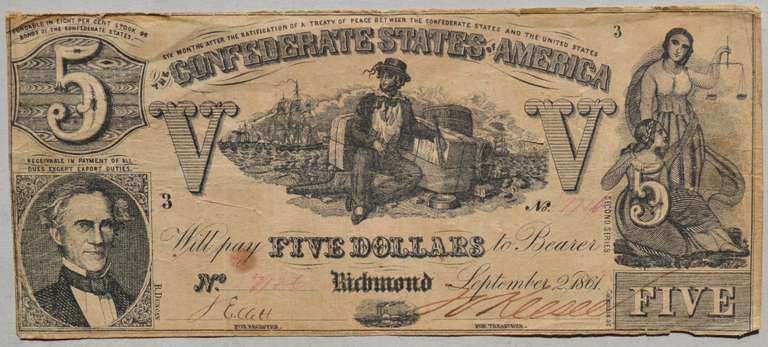 FUNDABLE IN EIGHT PER CENT STOCK OR
BONDS OF THE CONFEDERATE STATES.
5
SIX MONTHS AFTER THE RATIFICATION OF A TREATY OF PEACE BETWEEN THE CONFEDERATE STATES AND THE UNITED STATES
THE CONFEDERATE STATES OF AMERICA
3
V
V
RECEIVABLE IN PAYMENT OF ALL
DUES EXCEPT EXPORT DUTIES.
3
No.
5
SECOND SERIES
Will pay FIVE DOLLARS to Bearer
No.
Richmond September 2, 1861.
FIVE
J Ellett
FOR REGISTER.
FOR TREASURER.